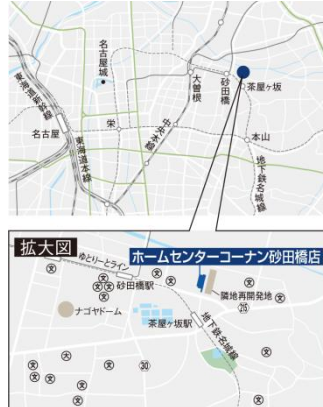 名古屋城
大曽根
砂田橋
茶屋ヶ坂
東海道新幹線
中央本線
名古屋
栄
本山
東海道本線
地下鉄名城線
拡大図
ゆとりーとライン
ホームセンターコーナン砂田橋店
砂田橋駅
隣地再開発地
25
ナゴヤドーム
茶屋ヶ坂駅
地下鉄名城線
文
大
30